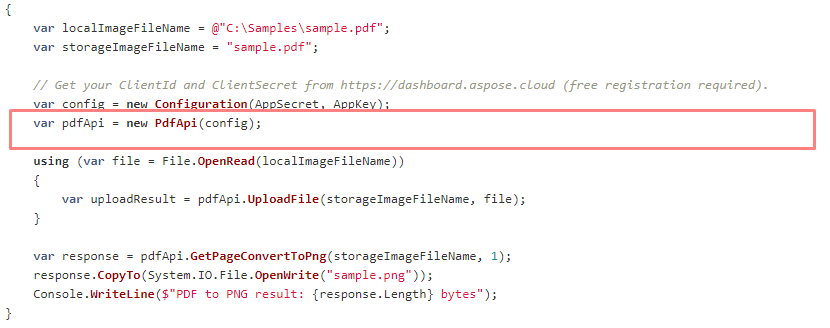 {
var localImageFileName = @"C:\Samples\sample.pdf";
var storageImageFileName = "sample.pdf";
// Get your ClientId and ClientSecret from https://dashboard.aspose.cloud (free registration required).
var config = new Configuration(AppSecret, AppKey);
var pdfApi = new PdfApi(config);
using (var file = File.OpenRead(localImageFileName))
{
var uploadResult = pdfApi.UploadFile(storageImageFileName, file);
}
var response = pdfApi.GetPageConvertToPng(storageImageFileName, 1);
response.CopyTo(System.IO.File.OpenWrite("sample.png"));
Console.WriteLine($"PDF to PNG result: {response.Length} bytes");
}